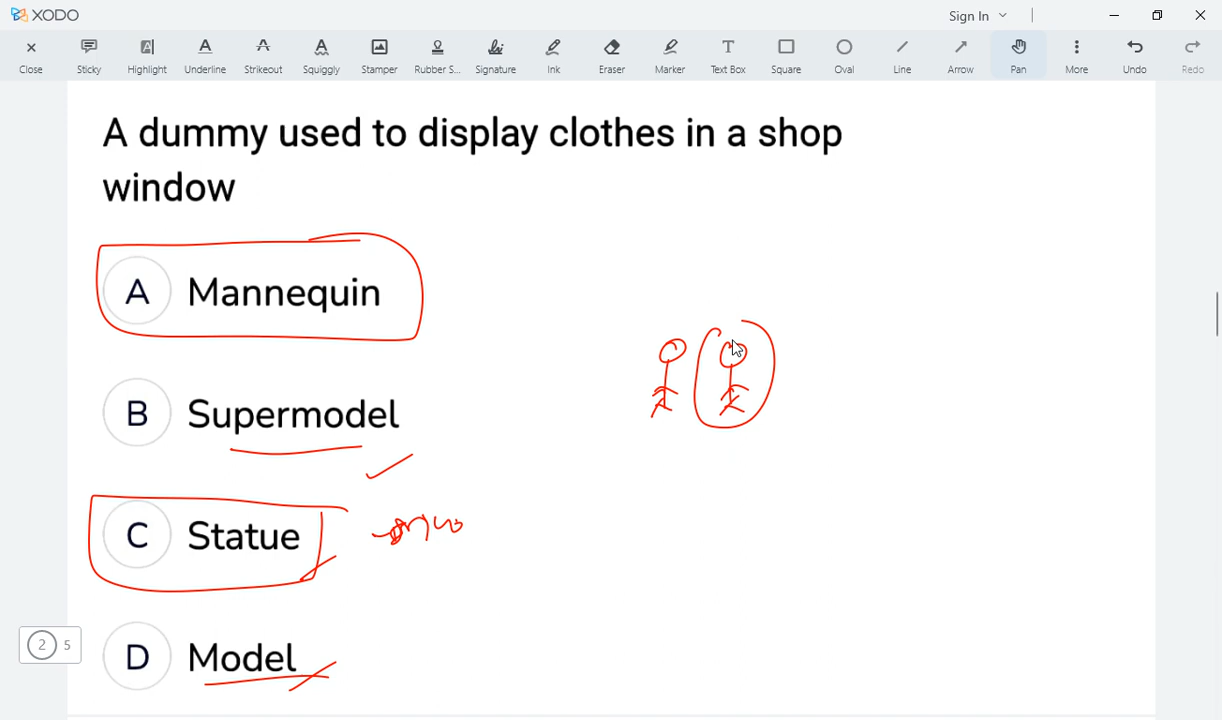 XODO
Sign In
Close Sticky Highlight Underline Strikeout Squiggly Stamper Rubber S... Signature Ink Eraser Marker Text Box Square Oval Line Arrow Pan More Undo Redo
A dummy used to display clothes in a shop
window
A Mannequin
B Supermodel
C Statue
D Model
2 5